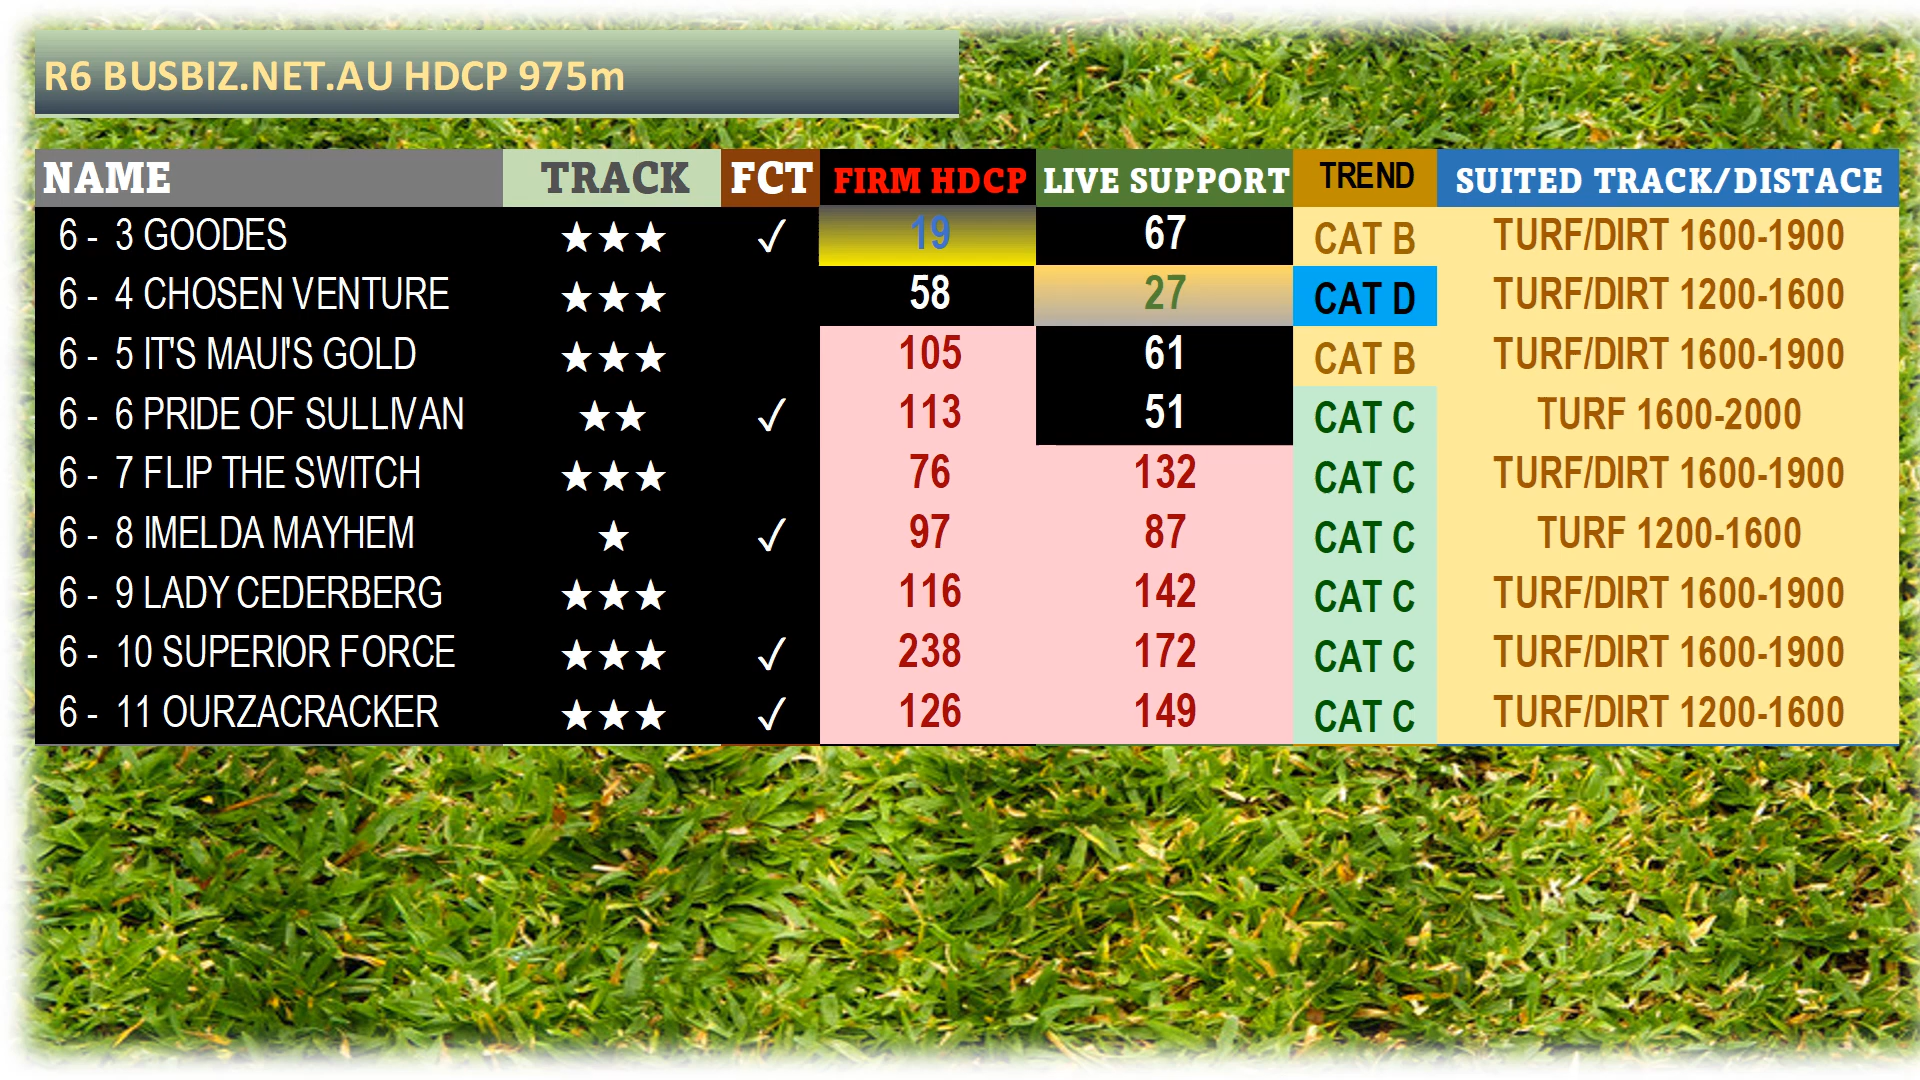 R6 BUSBIZ.NET.AU HDCP 975m
NAME TRACK FCT FIRM HDCP LIVE SUPPORT TREND SUITED TRACK/DISTACE
6 - 3 GOODES ★★★ ✓ 19 67 CAT B TURF/DIRT 1600-1900
6 - 4 CHOSEN VENTURE ★★★ 58 27 CAT D TURF/DIRT 1200-1600
6 - 5 IT'S MAUI'S GOLD ★★★ 105 61 CAT B TURF/DIRT 1600-1900
6 - 6 PRIDE OF SULLIVAN ★★ ✓ 113 51 CAT C TURF 1600-2000
6 - 7 FLIP THE SWITCH ★★★ 76 132 CAT C TURF/DIRT 1600-1900
6 - 8 IMELDA MAYHEM ★ ✓ 97 87 CAT C TURF 1200-1600
6 - 9 LADY CEDERBERG ★★★ 116 142 CAT C TURF/DIRT 1600-1900
6 - 10 SUPERIOR FORCE ★★★ ✓ 238 172 CAT C TURF/DIRT 1600-1900
6 - 11 OURZACRACKER ★★★ ✓ 126 149 CAT C TURF/DIRT 1200-1600